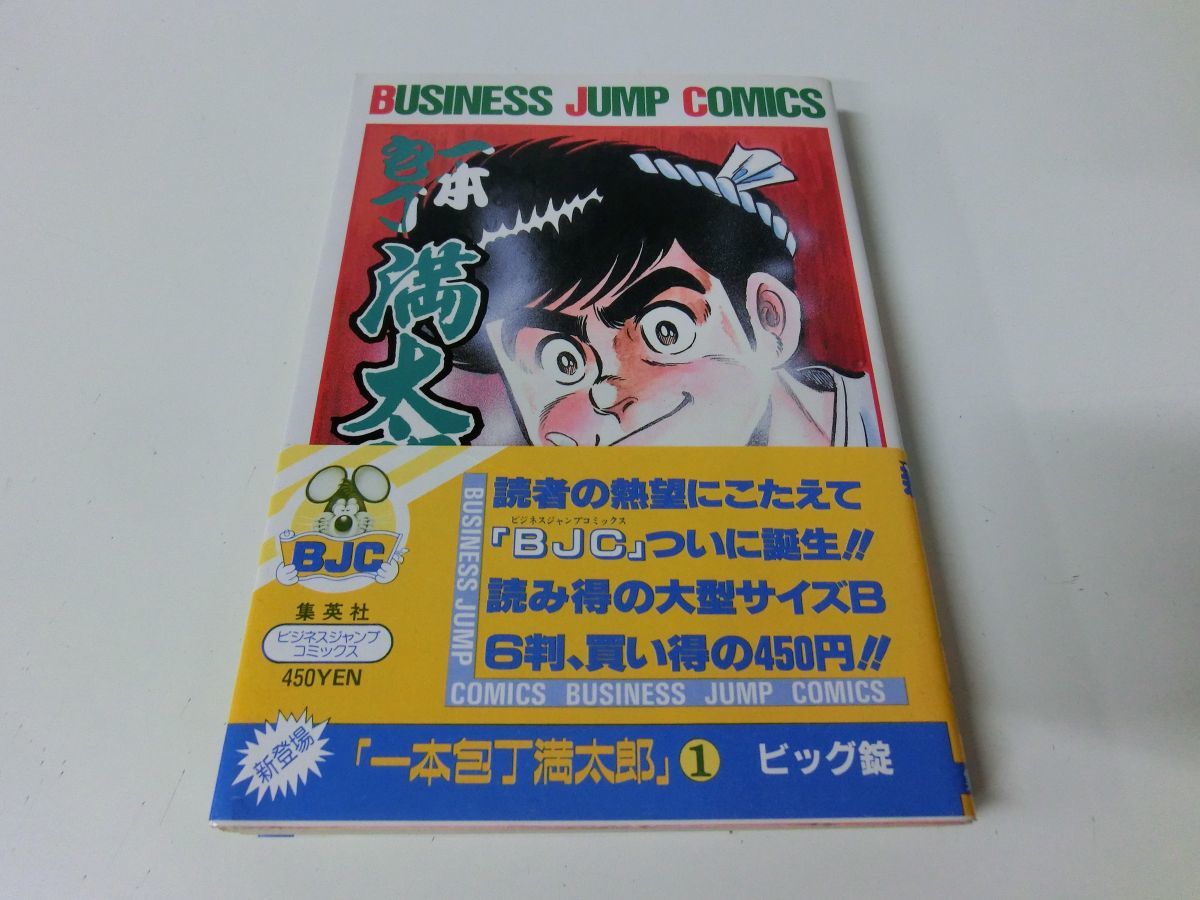 BUSINESS JUMP COMICS
一本
包丁
満太
BJC
集英社
ビジネスジャンプ
コミックス
450YEN
BUSINESS JUMP
読者の熱望にこたえて
ビジネスジャンプコミックス
『BJC』ついに誕生!!
読み得の大型サイズB
6判、買い得の450円!!
COMICS BUSINESS JUMP COMICS
新登場
「一本包丁満太郎」1 ビッグ錠